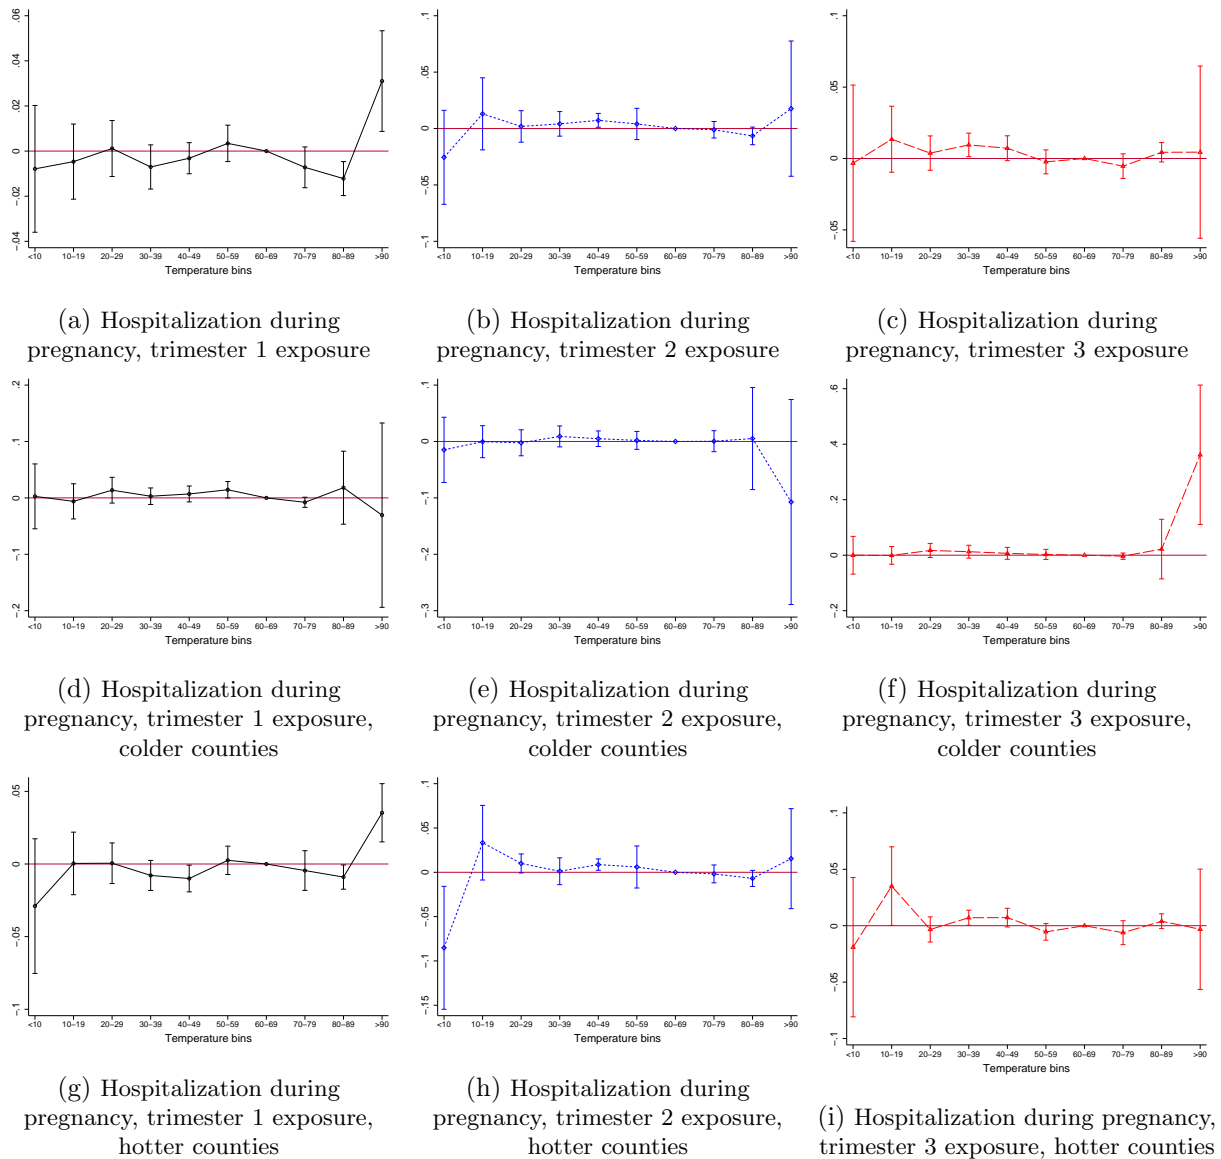 .06
.04
.02
0
-.02
-.04
<10 10-19 20-29 30-39 40-49 50-59 60-69 70-79 80-89 >90
Temperature bins
.1
.05
0
-.05
-.1
<10 10-19 20-29 30-39 40-49 50-59 60-69 70-79 80-89 >90
Temperature bins
.1
.05
0
-.05
<10 10-19 20-29 30-39 40-49 50-59 60-69 70-79 80-89 >90
Temperature bins
(a) Hospitalization during
pregnancy, trimester 1 exposure
(b) Hospitalization during
pregnancy, trimester 2 exposure
(c) Hospitalization during
pregnancy, trimester 3 exposure
.2
.1
0
-.1
-.2
<10 10-19 20-29 30-39 40-49 50-59 60-69 70-79 80-89 >90
Temperature bins
.1
0
-.1
-.2
-.3
<10 10-19 20-29 30-39 40-49 50-59 60-69 70-79 80-89 >90
Temperature bins
.6
.4
.2
0
-.2
<10 10-19 20-29 30-39 40-49 50-59 60-69 70-79 80-89 >90
Temperature bins
(d) Hospitalization during
pregnancy, trimester 1 exposure,
colder counties
(e) Hospitalization during
pregnancy, trimester 2 exposure,
colder counties
(f) Hospitalization during
pregnancy, trimester 3 exposure,
colder counties
.05
0
-.05
-.1
<10 10-19 20-29 30-39 40-49 50-59 60-69 70-79 80-89 >90
Temperature bins
.1
.05
0
-.05
-.1
-.15
<10 10-19 20-29 30-39 40-49 50-59 60-69 70-79 80-89 >90
Temperature bins
.1
.05
0
-.05
-.1
<10 10-19 20-29 30-39 40-49 50-59 60-69 70-79 80-89 >90
Temperature bins
(g) Hospitalization during
pregnancy, trimester 1 exposure,
hotter counties
(h) Hospitalization during
pregnancy, trimester 2 exposure,
hotter counties
(i) Hospitalization during pregnancy,
trimester 3 exposure, hotter counties